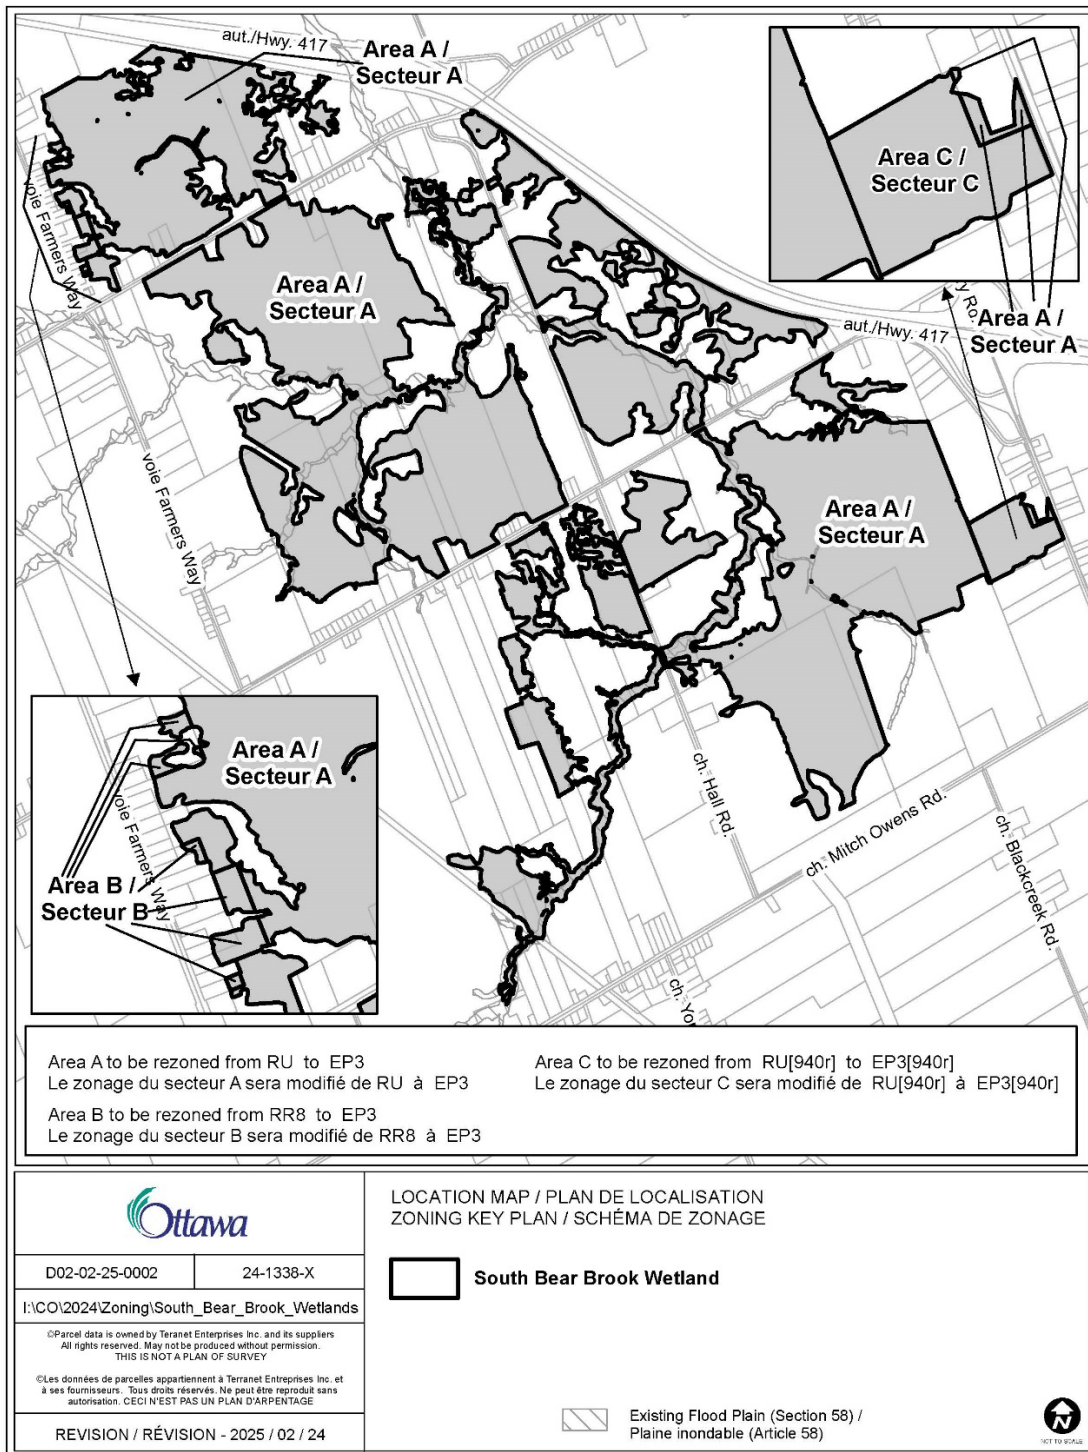 aut./Hwy. 417
Area A /
Secteur A
Area C /
Secteur C
voie Farmers Way
Area A /
Secteur A
aut./Hwy. 417
Area A /
Secteur A
voie Farmers Way
Area A /
Secteur A
Area A /
Secteur A
voie Farmers Way
Area B /
Secteur B
ch. Hall Rd.
ch. Mitch Owens Rd.
ch. Blackcreek Rd.
Area A to be rezoned from RU to EP3
Le zonage du secteur A sera modifié de RU à EP3
Area B to be rezoned from RR8 to EP3
Le zonage du secteur B sera modifié de RR8 à EP3
Area C to be rezoned from RU[940r] to EP3[940r]
Le zonage du secteur C sera modifié de RU[940r] à EP3[940r]
Ottawa
D02-02-25-0002
24-1338-X
I:\CO\2024\Zoning\South_Bear_Brook_Wetlands
©Parcel data is owned by Teranet Enterprises Inc. and its suppliers
All rights reserved. May not be produced without permission.
THIS IS NOT A PLAN OF SURVEY
©Les données de parcelles appartiennent à Terranet Enterprises Inc. et
à ses fournisseurs. Tous droits réservés. Ne peut être reproduit sans
autorisation. CECI N'EST PAS UN PLAN D'ARPENTAGE
REVISION / RÉVISION - 2025 / 02 / 24
LOCATION MAP / PLAN DE LOCALISATION
ZONING KEY PLAN / SCHÉMA DE ZONAGE
South Bear Brook Wetland
Existing Flood Plain (Section 58) /
Plaine inondable (Article 58)
N
NOT TO SCALE